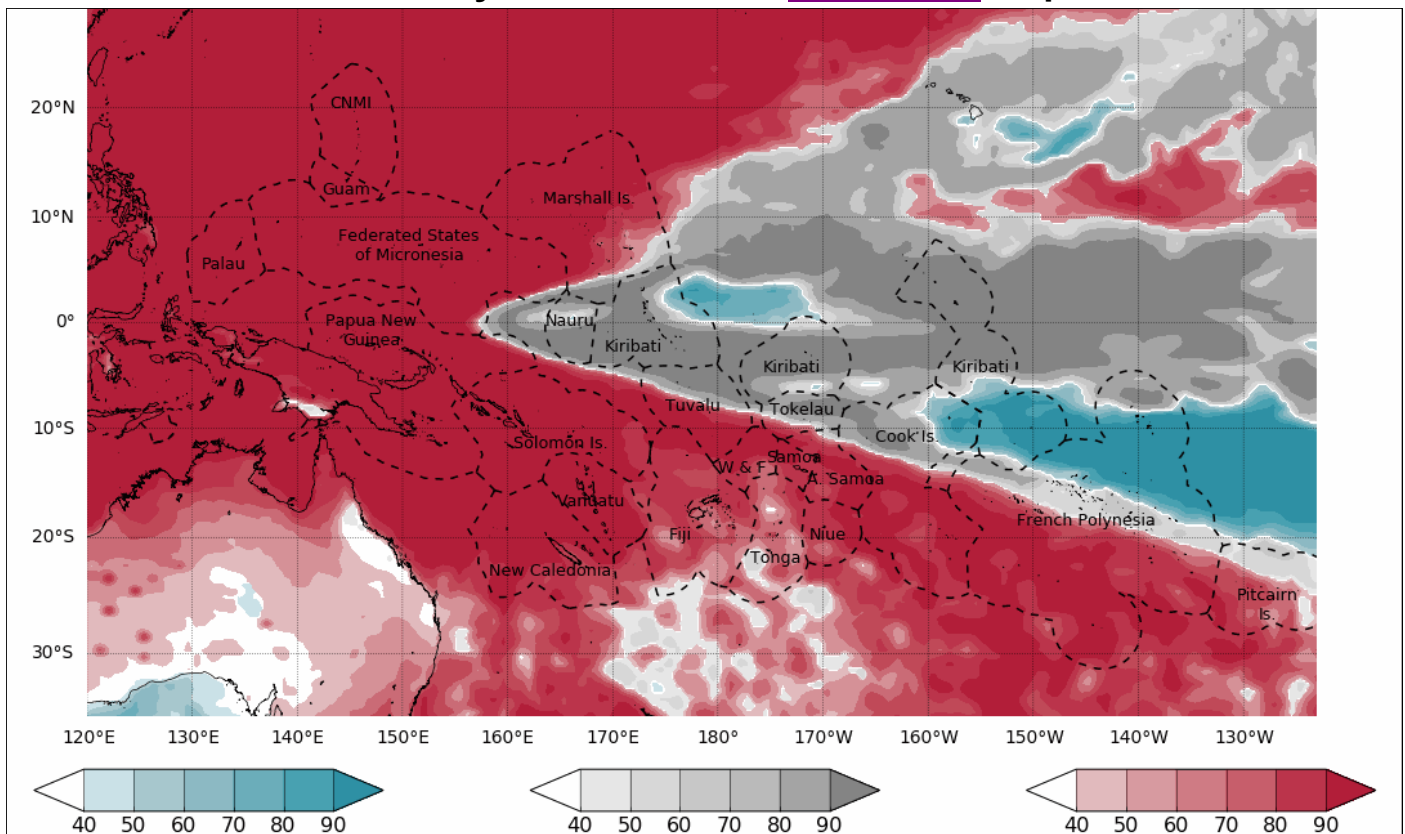 20°N
10°N
0°
10°S
20°S
30°S
CNMI
Guam
Marshall Is.
Federated States
of Micronesia
Palau
Papua New
Guinea
Nauru
Kiribati
Kiribati
Kiribati
Tuvalu
Tokelau
Solomon Is.
Cook Is.
W & F
Samoa
A. Samoa
Vanuatu
French Polynesia
Fiji
Niue
Tonga
New Caledonia
Pitcairn
Is.
120°E 130°E 140°E 150°E 160°E 170°E 180° 170°W 160°W 150°W 140°W 130°W
40 50 60 70 80 90
40 50 60 70 80 90
40 50 60 70 80 90